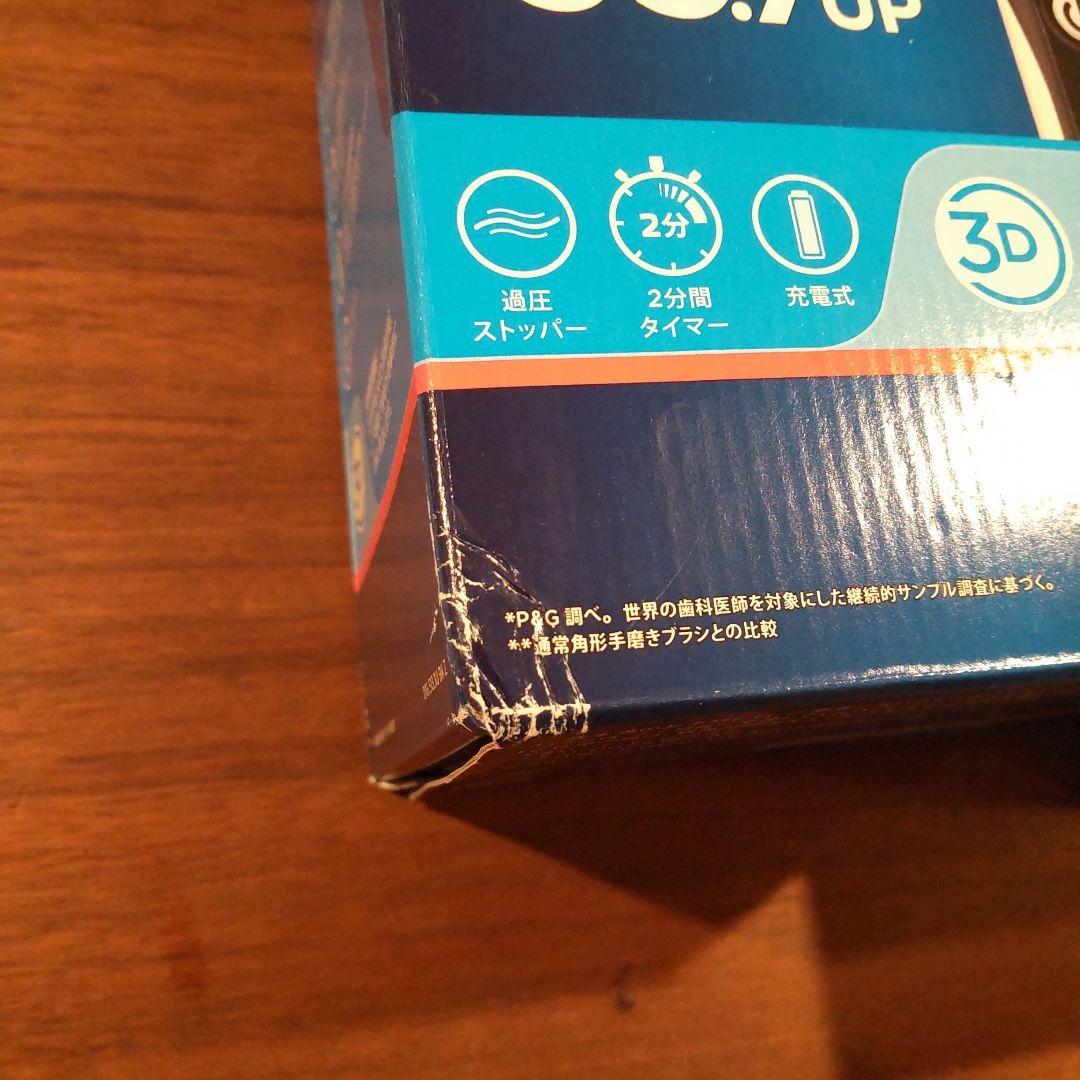 UP
2分
3D
過圧
ストッパー
2分間
タイマー
充電式
*P&G 調べ。世界の歯科医師を対象にした継続的サンプル調査に基づく。
**通常角形手磨きブラシとの比較